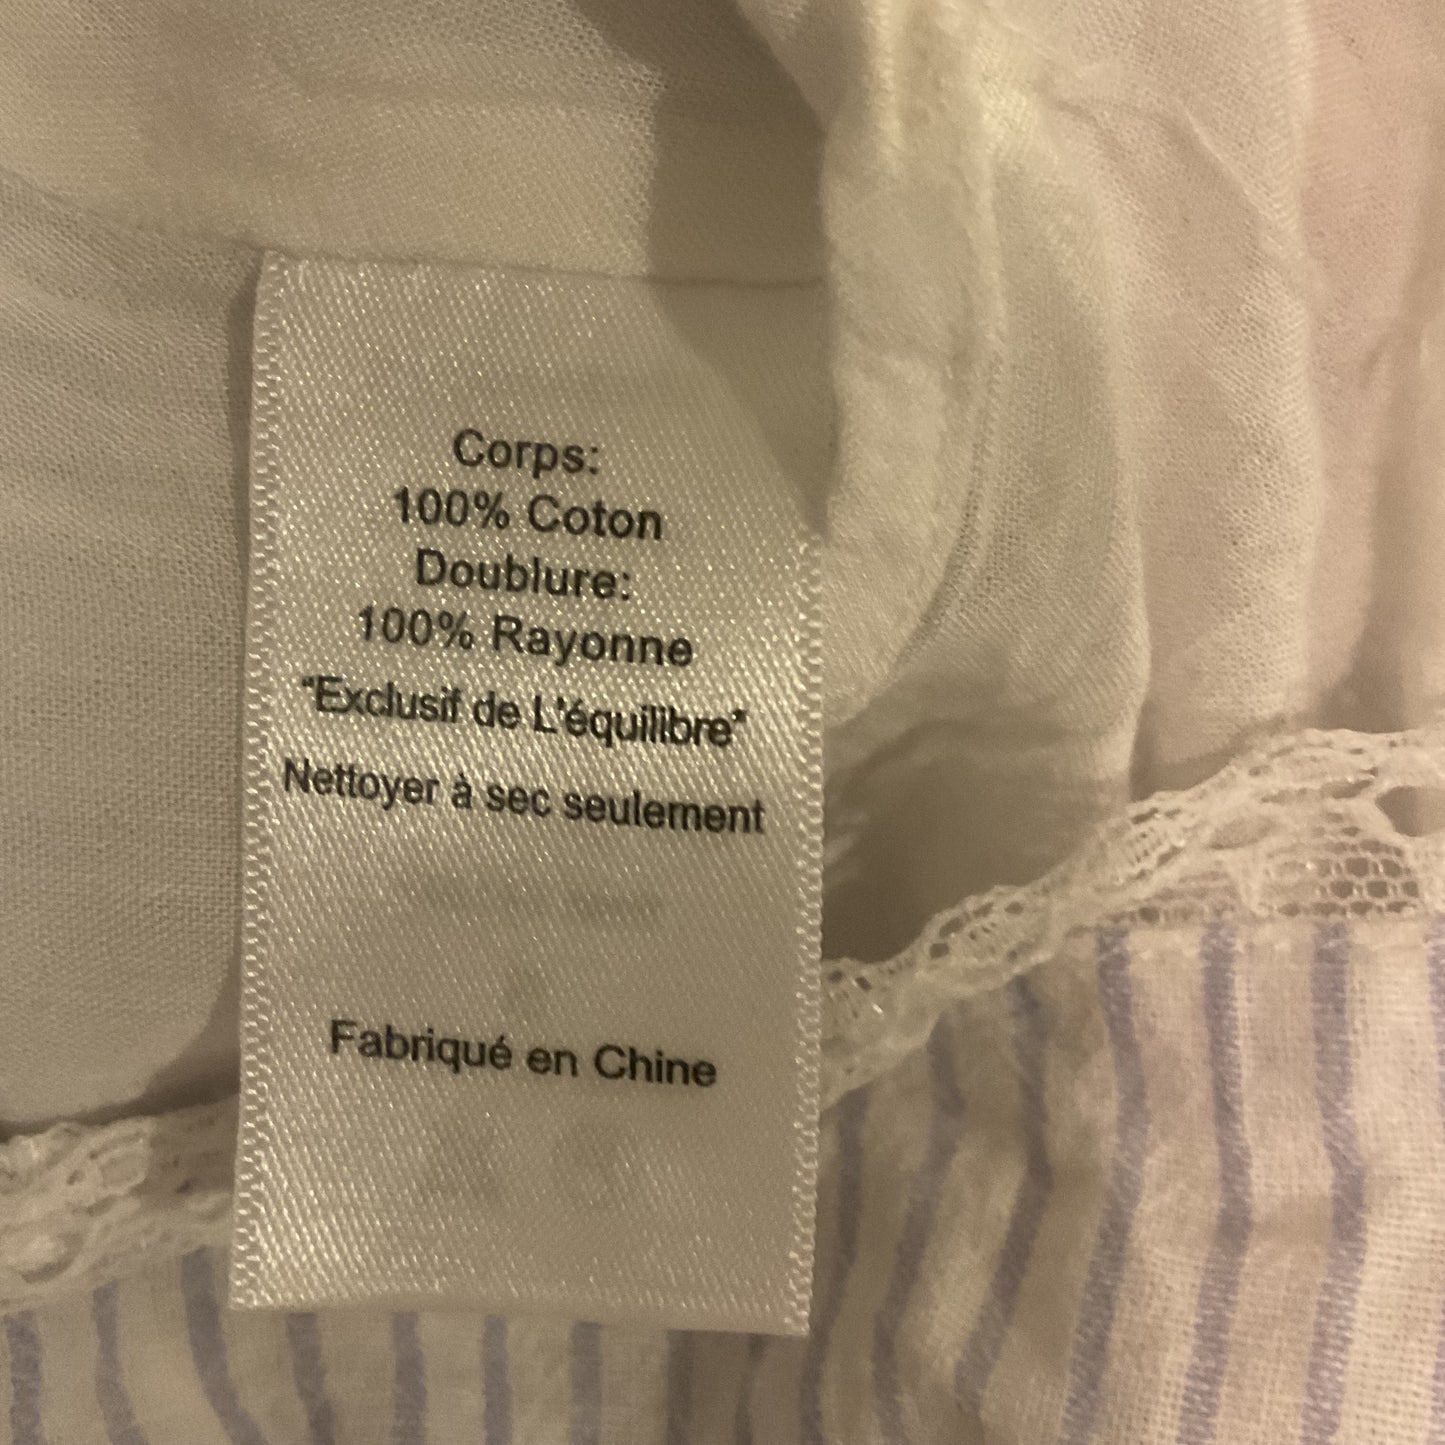 Corps:
100% Coton
Doublure:
100% Rayonne
"Exclusif de L'équilibre"
Nettoyer à sec seulement
Fabriqué en Chine